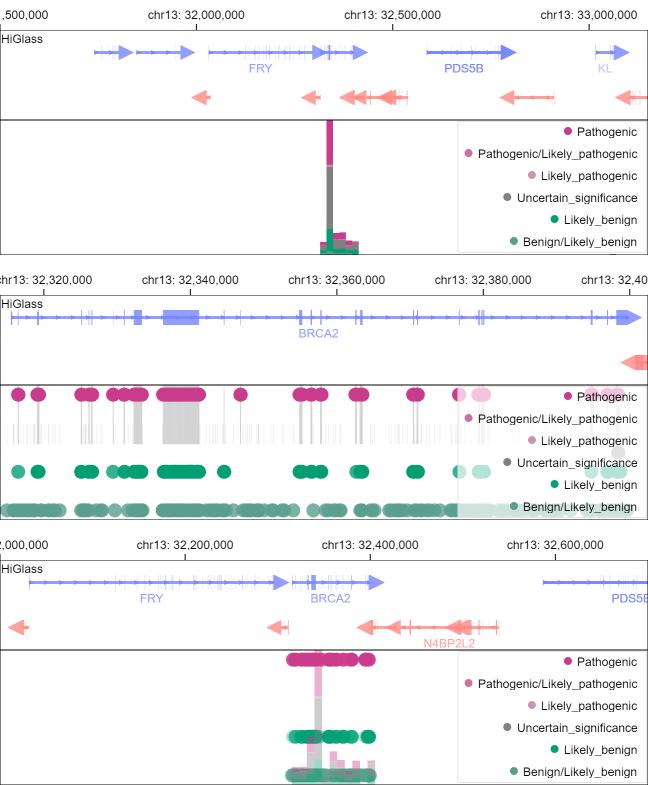 ,500,000 chr13: 32,000,000 chr13: 32,500,000 chr13: 33,000,000
HiGlass
FRY PDS5B KL
Pathogenic
Pathogenic/Likely_pathogenic
Likely_pathogenic
Uncertain_significance
Likely_benign
Benign/Likely_benign
chr13: 32,320,000 chr13: 32,340,000 chr13: 32,360,000 chr13: 32,380,000 chr13: 32,40
HiGlass
BRCA2
Pathogenic
Pathogenic/Likely_pathogenic
Likely_pathogenic
Uncertain_significance
Likely_benign
Benign/Likely_benign
2,000,000 chr13: 32,200,000 chr13: 32,400,000 chr13: 32,600,000
HiGlass
FRY BRCA2 PDS5B
N4BP2L2
Pathogenic
Pathogenic/Likely_pathogenic
Likely_pathogenic
Uncertain_significance
Likely_benign
Benign/Likely_benign